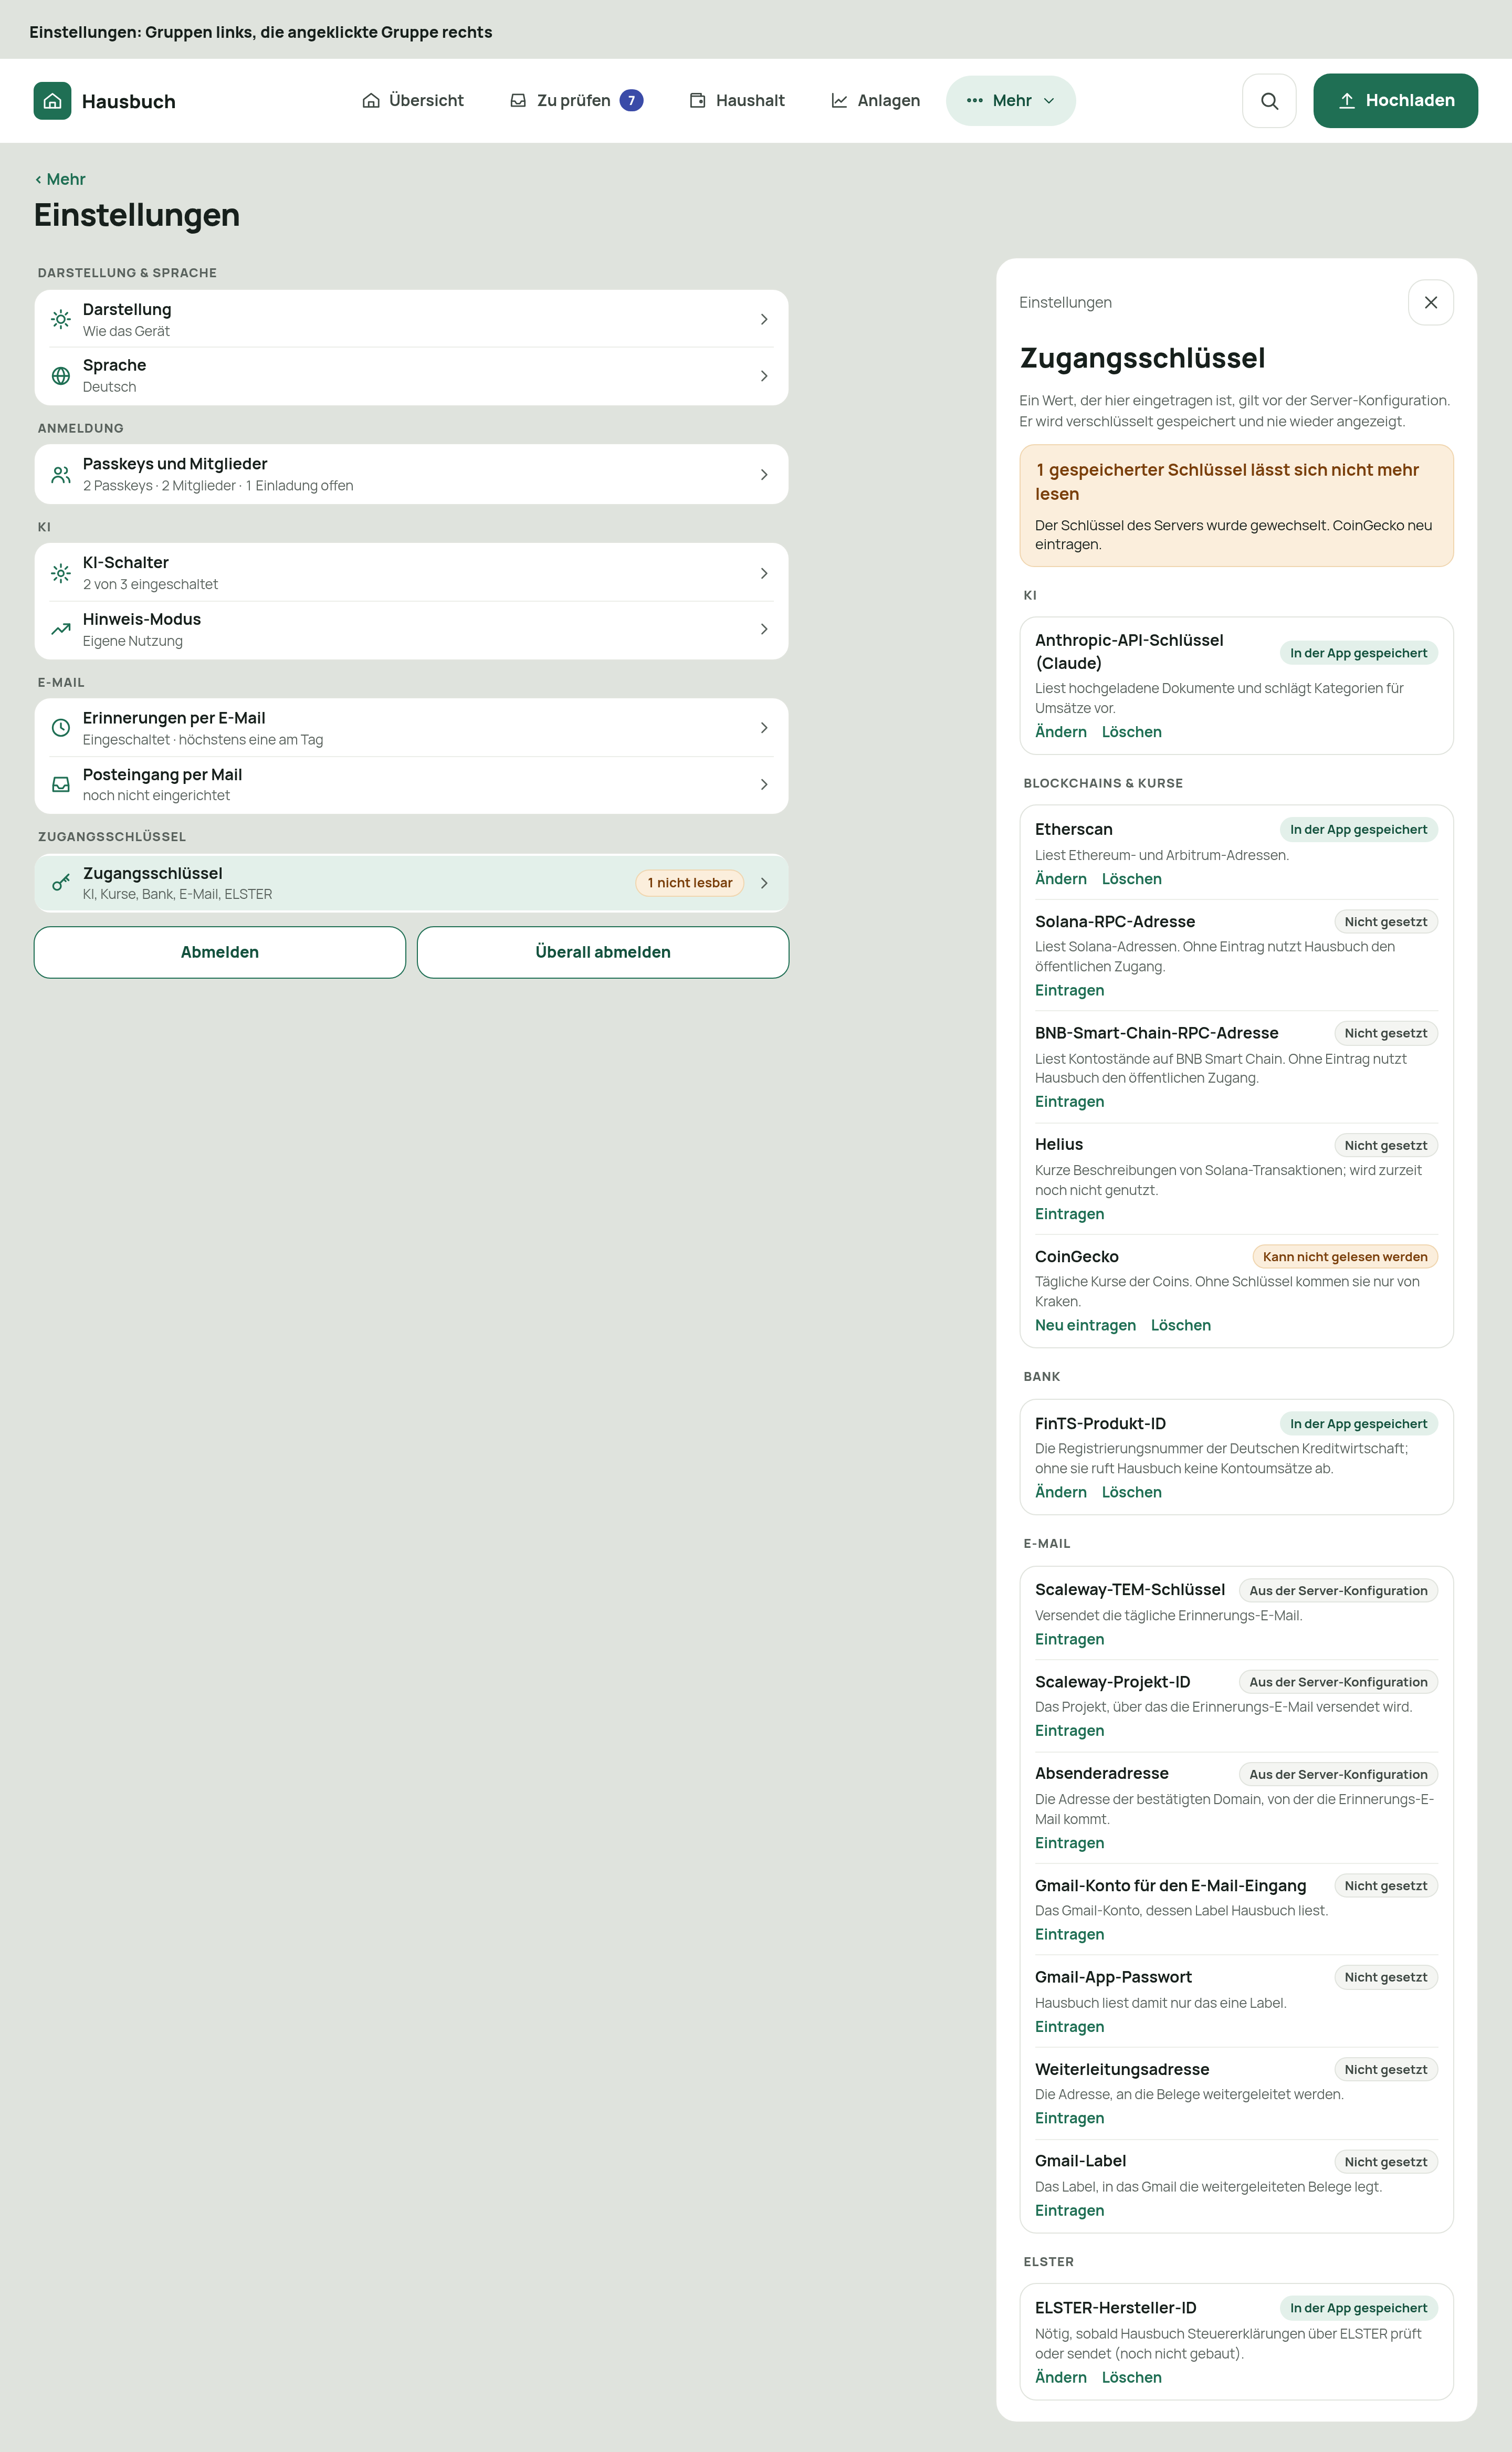 Einstellungen: Gruppen links, die angeklickte Gruppe rechts
Hausbuch
Übersicht
Zu prüfen 7
Haushalt
Anlagen
Mehr
Hochladen
‹ Mehr
Einstellungen
DARSTELLUNG & SPRACHE
Darstellung
Wie das Gerät
Sprache
Deutsch
ANMELDUNG
Passkeys und Mitglieder
2 Passkeys · 2 Mitglieder · 1 Einladung offen
KI
KI-Schalter
2 von 3 eingeschaltet
Hinweis-Modus
Eigene Nutzung
E-MAIL
Erinnerungen per E-Mail
Eingeschaltet · höchstens eine am Tag
Posteingang per Mail
noch nicht eingerichtet
ZUGANGSSCHLÜSSEL
Zugangsschlüssel
KI, Kurse, Bank, E-Mail, ELSTER
1 nicht lesbar
Abmelden
Überall abmelden
Einstellungen
Zugangsschlüssel
Ein Wert, der hier eingetragen ist, gilt vor der Server-Konfiguration.
Er wird verschlüsselt gespeichert und nie wieder angezeigt.
1 gespeicherter Schlüssel lässt sich nicht mehr
lesen
Der Schlüssel des Servers wurde gewechselt. CoinGecko neu
eintragen.
KI
Anthropic-API-Schlüssel
(Claude)
In der App gespeichert
Liest hochgeladene Dokumente und schlägt Kategorien für
Umsätze vor.
Ändern Löschen
BLOCKCHAINS & KURSE
Etherscan
In der App gespeichert
Liest Ethereum- und Arbitrum-Adressen.
Ändern Löschen
Solana-RPC-Adresse
Nicht gesetzt
Liest Solana-Adressen. Ohne Eintrag nutzt Hausbuch den
öffentlichen Zugang.
Eintragen
BNB-Smart-Chain-RPC-Adresse
Nicht gesetzt
Liest Kontostände auf BNB Smart Chain. Ohne Eintrag nutzt
Hausbuch den öffentlichen Zugang.
Eintragen
Helius
Nicht gesetzt
Kurze Beschreibungen von Solana-Transaktionen; wird zurzeit
noch nicht genutzt.
Eintragen
CoinGecko
Kann nicht gelesen werden
Tägliche Kurse der Coins. Ohne Schlüssel kommen sie nur von
Kraken.
Neu eintragen Löschen
BANK
FinTS-Produkt-ID
In der App gespeichert
Die Registrierungsnummer der Deutschen Kreditwirtschaft;
ohne sie ruft Hausbuch keine Kontoumsätze ab.
Ändern Löschen
E-MAIL
Scaleway-TEM-Schlüssel
Aus der Server-Konfiguration
Versendet die tägliche Erinnerungs-E-Mail.
Eintragen
Scaleway-Projekt-ID
Aus der Server-Konfiguration
Das Projekt, über das die Erinnerungs-E-Mail versendet wird.
Eintragen
Absenderadresse
Aus der Server-Konfiguration
Die Adresse der bestätigten Domain, von der die Erinnerungs-E-
Mail kommt.
Eintragen
Gmail-Konto für den E-Mail-Eingang
Nicht gesetzt
Das Gmail-Konto, dessen Label Hausbuch liest.
Eintragen
Gmail-App-Passwort
Nicht gesetzt
Hausbuch liest damit nur das eine Label.
Eintragen
Weiterleitungsadresse
Nicht gesetzt
Die Adresse, an die Belege weitergeleitet werden.
Eintragen
Gmail-Label
Nicht gesetzt
Das Label, in das Gmail die weitergeleiteten Belege legt.
Eintragen
ELSTER
ELSTER-Hersteller-ID
In der App gespeichert
Nötig, sobald Hausbuch Steuererklärungen über ELSTER prüft
oder sendet (noch nicht gebaut).
Ändern Löschen